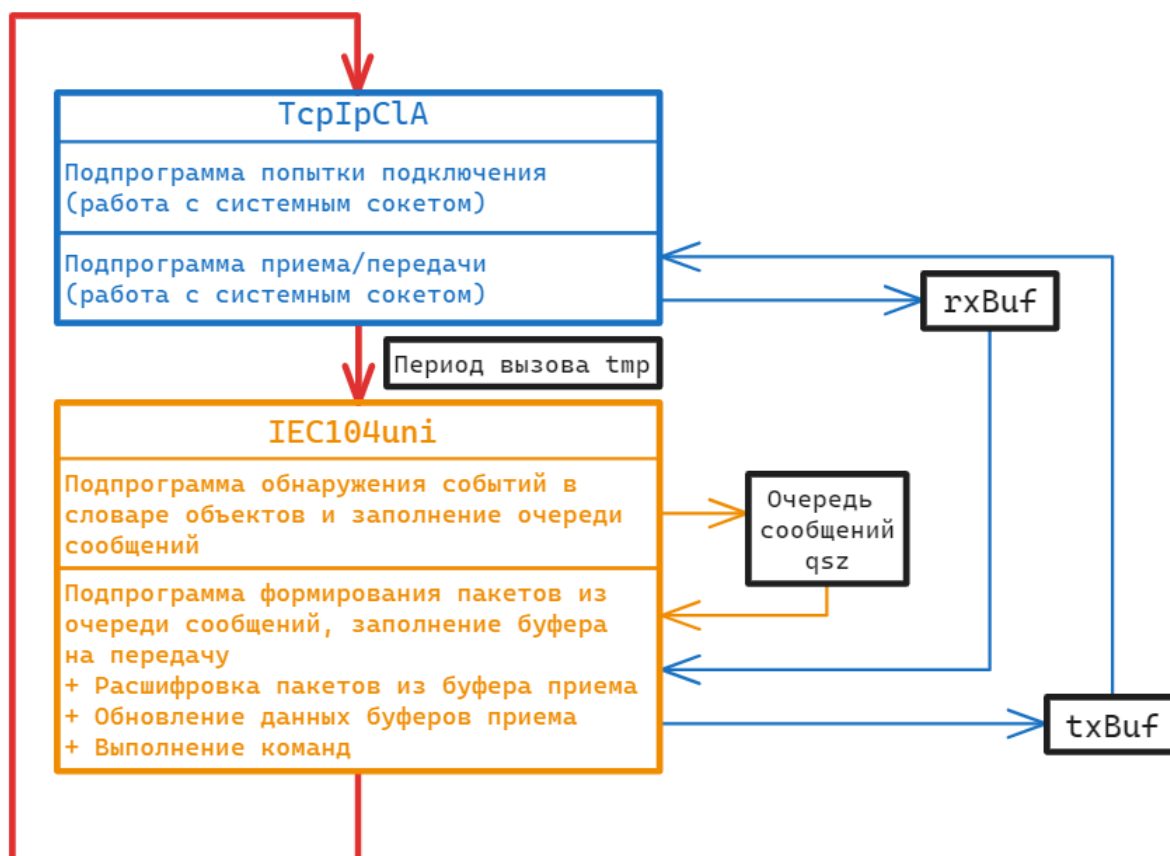 TcpIpClA
Подпрограмма попытки подключения
(работа с системным сокетом)
Подпрограмма приема/передачи
(работа с системным сокетом)
rxBuf
Период вызова tmp
IEC104uni
Подпрограмма обнаружения событий в
словаре объектов и заполнение очереди
сообщений
Очередь
сообщений
qsz
Подпрограмма формирования пакетов из
очереди сообщений, заполнение буфера
на передачу
+ Расшифровка пакетов из буфера приема
+ Обновление данных буферов приема
+ Выполнение команд
txBuf